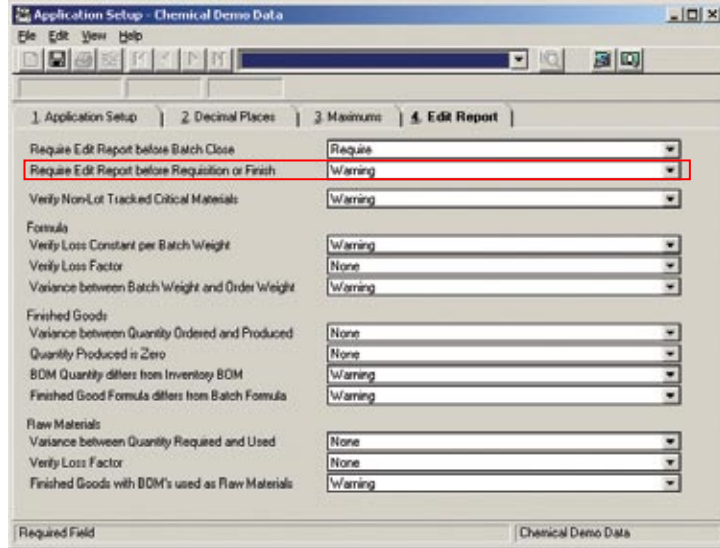 Application Setup - Chemical Demo Data
File Edit View Help
1. Application Setup 2. Decimal Places 3. Maximums 4. Edit Report
Require Edit Report before Batch Close Require
Require Edit Report before Requisition or Finish Warning
Verify Non-Lot Tracked Critical Materials Warning
Formula
Verify Loss Constant per Batch Weight Warning
Verify Loss Factor None
Variance between Batch Weight and Order Weight Warning
Finished Goods
Variance between Quantity Ordered and Produced None
Quantity Produced is Zero None
BOM Quantity differs from Inventory BOM Warning
Finished Good Formula differs from Batch Formula Warning
Raw Materials
Variance between Quantity Required and Used None
Verify Loss Factor None
Finished Goods with BOM's used as Raw Materials Warning
Required Field Chemical Demo Data